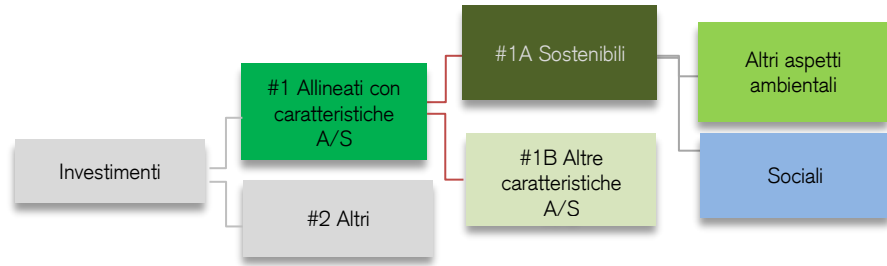 Investimenti
#1 Allineati con
caratteristiche
A/S
#2 Altri
#1A Sostenibili
#1B Altre
caratteristiche
A/S
Altri aspetti
ambientali
Sociali